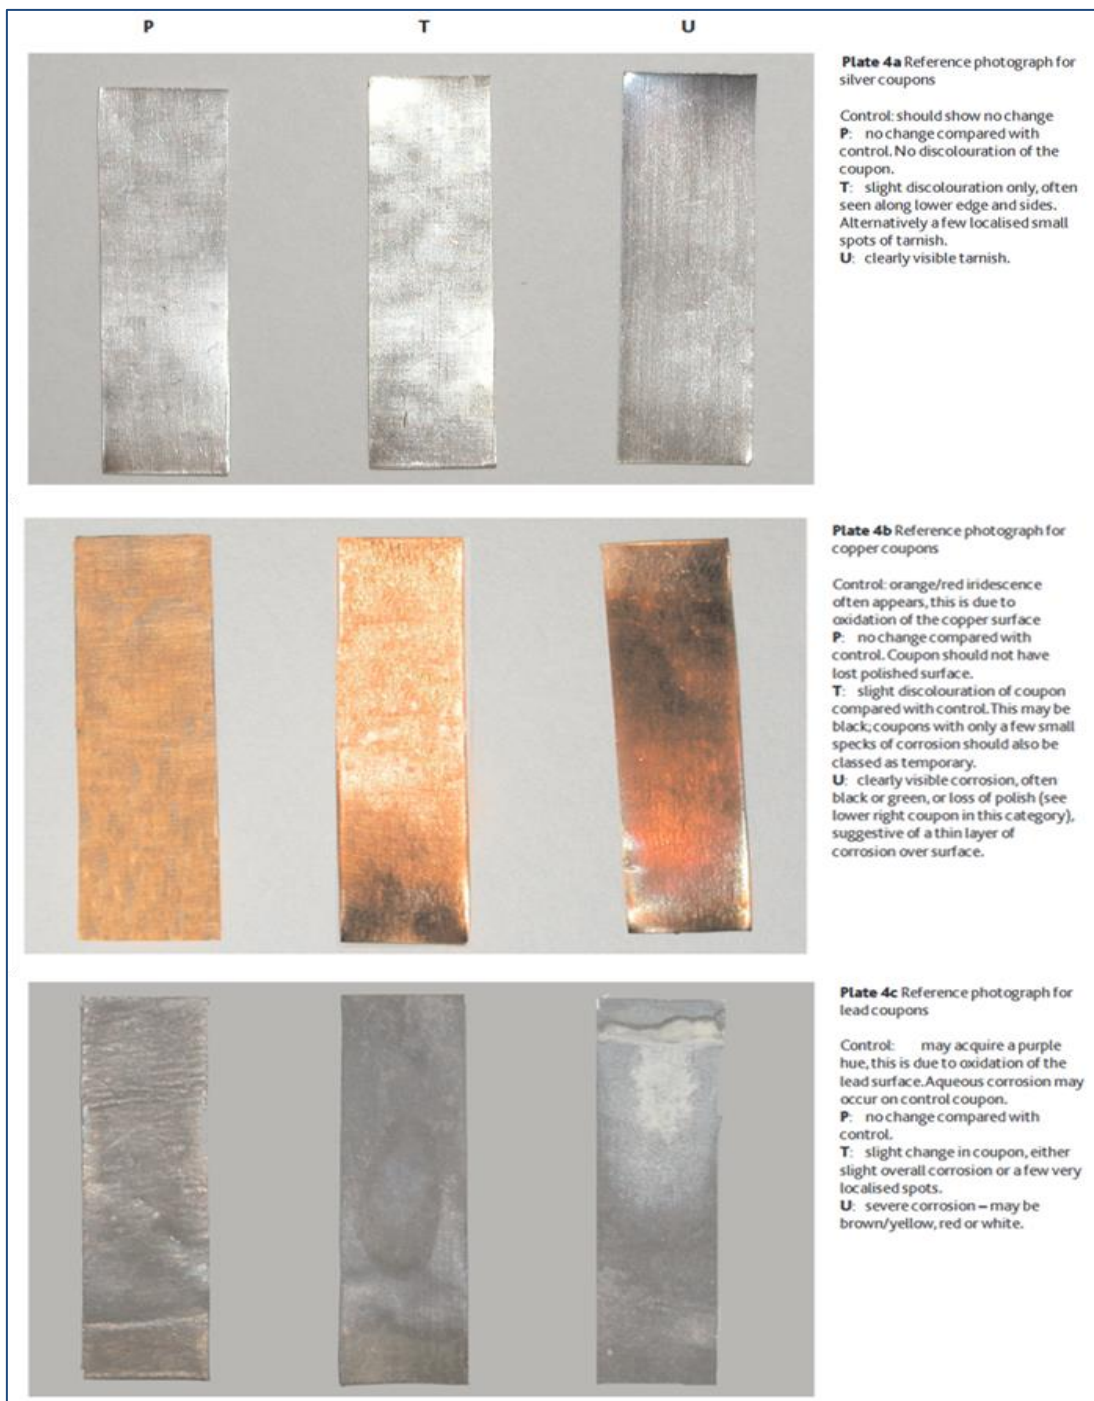 P T U
Plate 4a Reference photograph for
silver coupons
Control: should show no change
P: no change compared with
control. No discolouration of the
coupon.
T: slight discolouration only, often
seen along lower edge and sides.
Alternatively a few localised small
spots of tarnish.
U: clearly visible tarnish.
Plate 4b Reference photograph for
copper coupons
Control: orange/red iridescence
often appears, this is due to
oxidation of the copper surface
P: no change compared with
control. Coupon should not have
lost polished surface.
T: slight discolouration of coupon
compared with control. This may be
black; coupons with only a few small
specks of corrosion should also be
classed as temporary.
U: clearly visible corrosion, often
black or green, or loss of polish (see
lower right coupon in this category),
suggestive of a thin layer of
corrosion over surface.
Plate 4c Reference photograph for
lead coupons
Control: may acquire a purple
hue, this is due to oxidation of the
lead surface. Aqueous corrosion may
occur on control coupon.
P: no change compared with
control.
T: slight change in coupon, either
slight overall corrosion or a few very
localised spots.
U: severe corrosion – may be
brown/yellow, red or white.